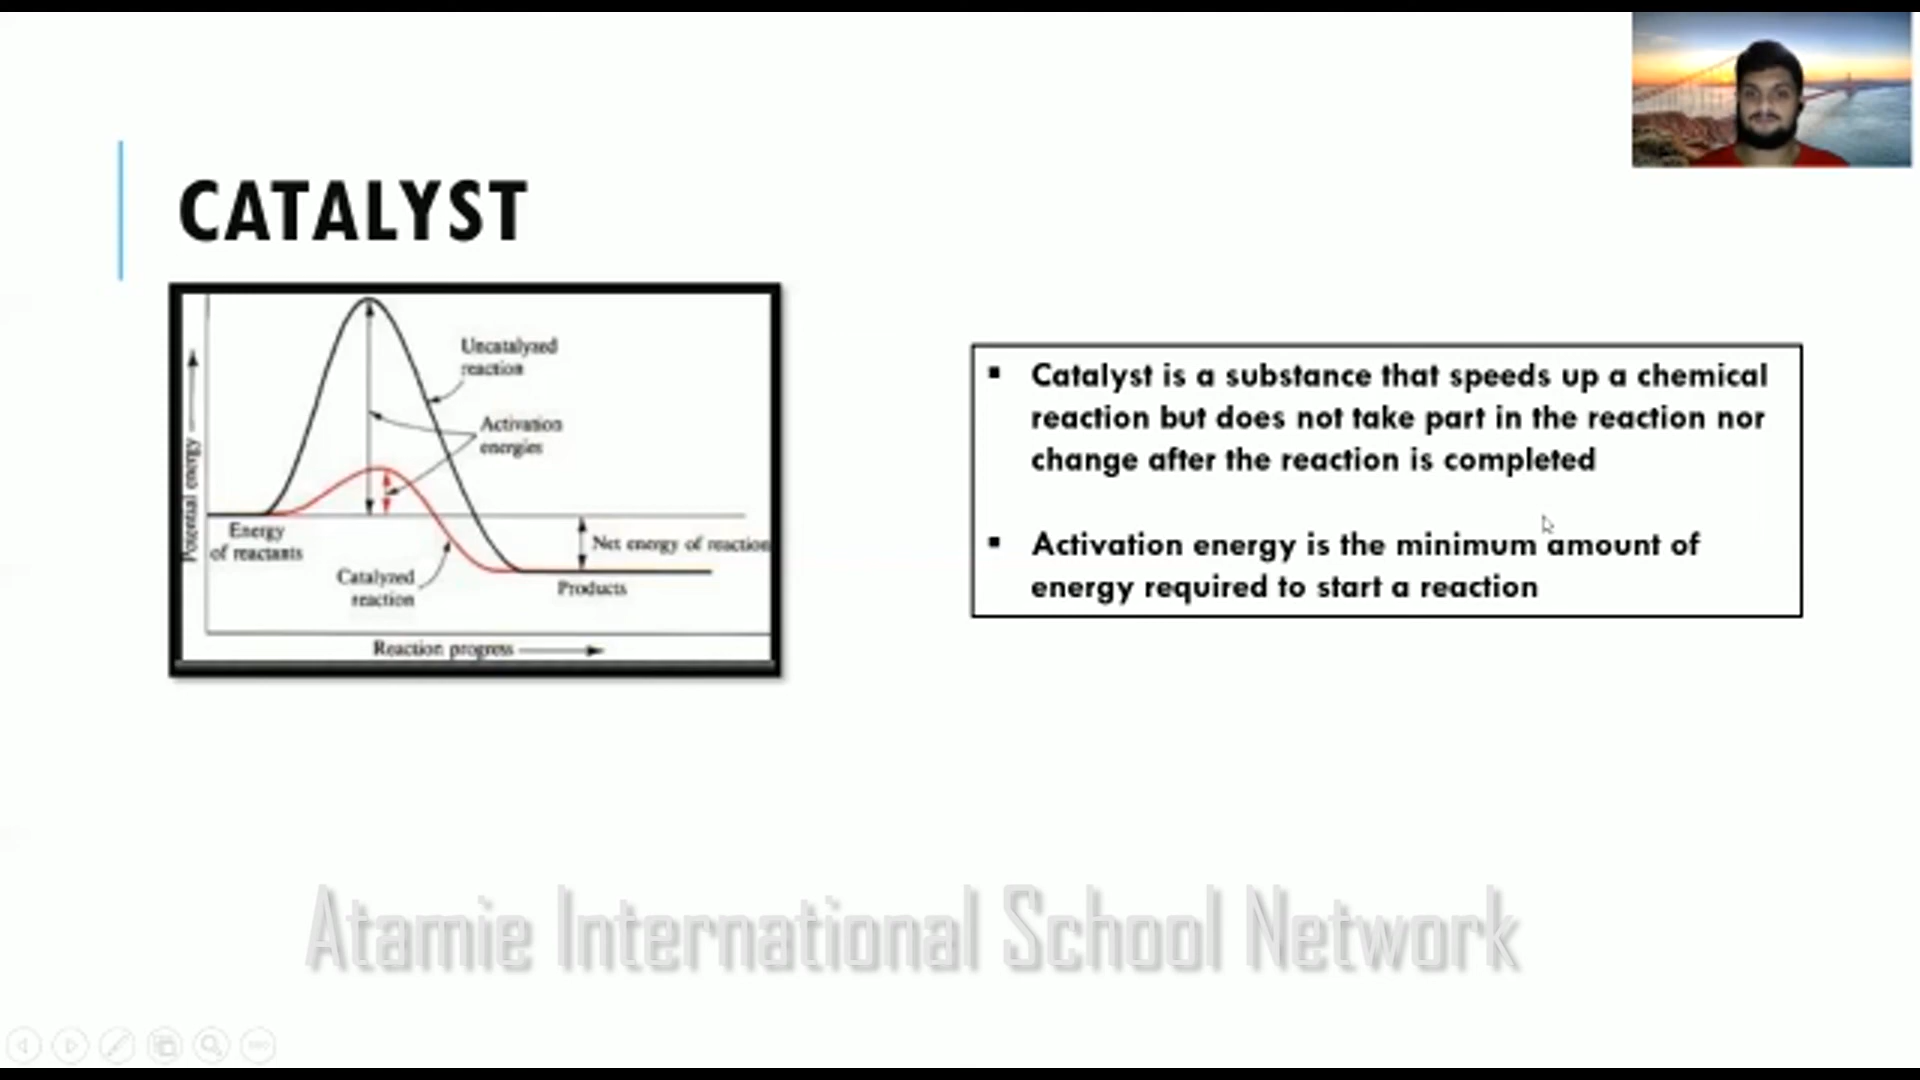 CATALYST
Uncatalyzed
reaction
Activation
energies
Potential energy
Energy
of reactants
Net energy of reaction
Catalyzed
reaction
Products
Reaction progress
▪ Catalyst is a substance that speeds up a chemical
reaction but does not take part in the reaction nor
change after the reaction is completed
▪ Activation energy is the minimum amount of
energy required to start a reaction
Atamie International School Network